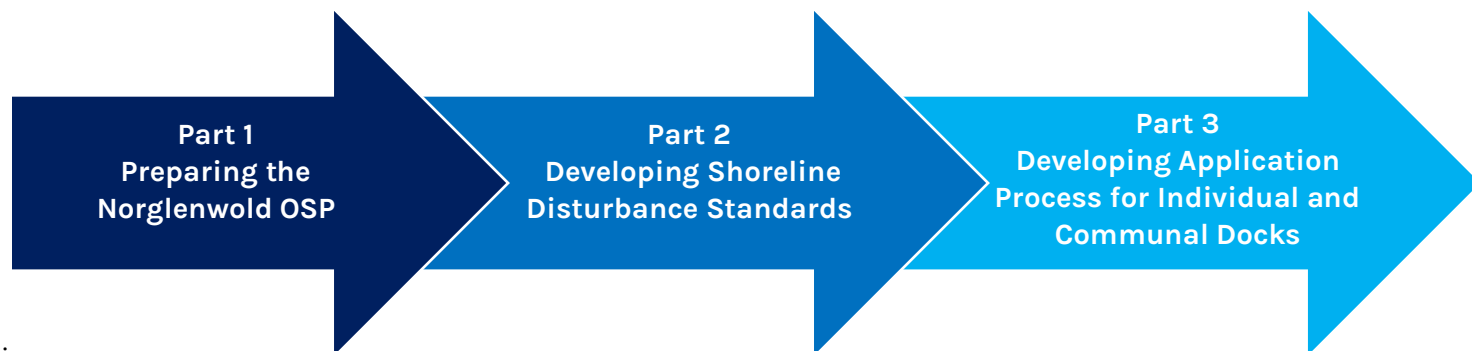 Part 1
Preparing the
Norglenwold OSP
Part 2
Developing Shoreline
Disturbance Standards
Part 3
Developing Application
Process for Individual and
Communal Docks
.